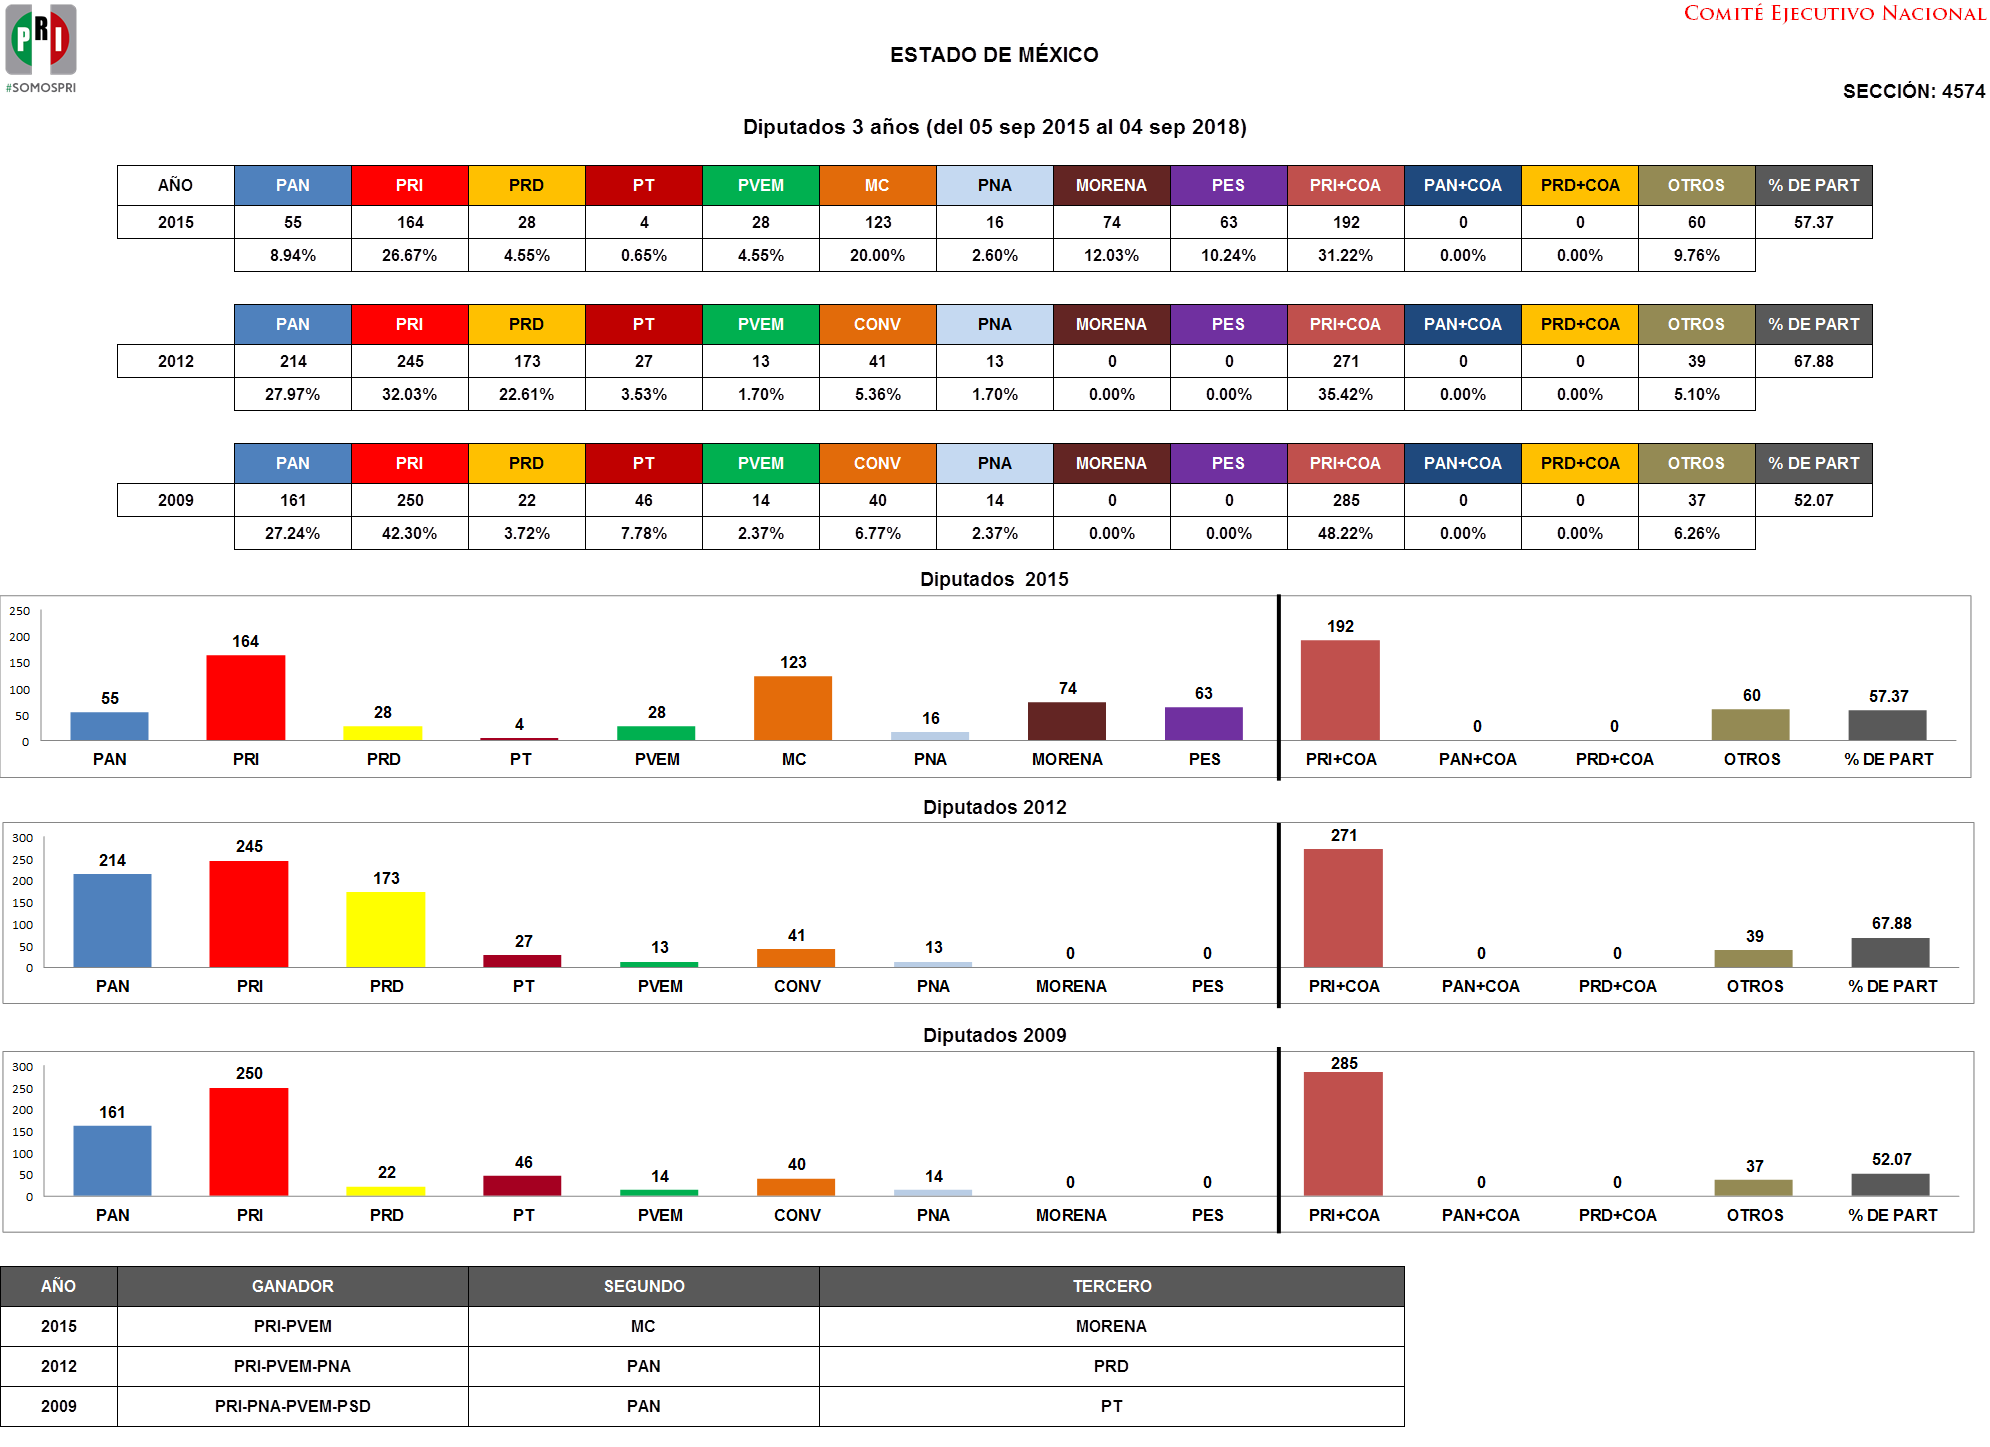 PRI
#SOMOSPRI
COMITÉ EJECUTIVO NACIONAL
ESTADO DE MÉXICO
SECCIÓN: 4574
Diputados 3 años (del 05 sep 2015 al 04 sep 2018)
AÑO PAN PRI PRD PT PVEM MC PNA MORENA PES PRI+COA PAN+COA PRD+COA OTROS % DE PART
2015 55 164 28 4 28 123 16 74 63 192 0 0 60 57.37
8.94% 26.67% 4.55% 0.65% 4.55% 20.00% 2.60% 12.03% 10.24% 31.22% 0.00% 0.00% 9.76%
PAN PRI PRD PT PVEM CONV PNA MORENA PES PRI+COA PAN+COA PRD+COA OTROS % DE PART
2012 214 245 173 27 13 41 13 0 0 271 0 0 39 67.88
27.97% 32.03% 22.61% 3.53% 1.70% 5.36% 1.70% 0.00% 0.00% 35.42% 0.00% 0.00% 5.10%
PAN PRI PRD PT PVEM CONV PNA MORENA PES PRI+COA PAN+COA PRD+COA OTROS % DE PART
2009 161 250 22 46 14 40 14 0 0 285 0 0 37 52.07
27.24% 42.30% 3.72% 7.78% 2.37% 6.77% 2.37% 0.00% 0.00% 48.22% 0.00% 0.00% 6.26%
Diputados 2015
250
200
150
100
50
0
55 164 28 4 28 123 16 74 63 192 0 0 60 57.37
PAN PRI PRD PT PVEM MC PNA MORENA PES PRI+COA PAN+COA PRD+COA OTROS % DE PART
Diputados 2012
300
250
200
150
100
50
0
214 245 173 27 13 41 13 0 0 271 0 0 39 67.88
PAN PRI PRD PT PVEM CONV PNA MORENA PES PRI+COA PAN+COA PRD+COA OTROS % DE PART
Diputados 2009
300
250
200
150
100
50
0
161 250 22 46 14 40 14 0 0 285 0 0 37 52.07
PAN PRI PRD PT PVEM CONV PNA MORENA PES PRI+COA PAN+COA PRD+COA OTROS % DE PART
AÑO GANADOR SEGUNDO TERCERO
2015 PRI-PVEM MC MORENA
2012 PRI-PVEM-PNA PAN PRD
2009 PRI-PNA-PVEM-PSD PAN PT